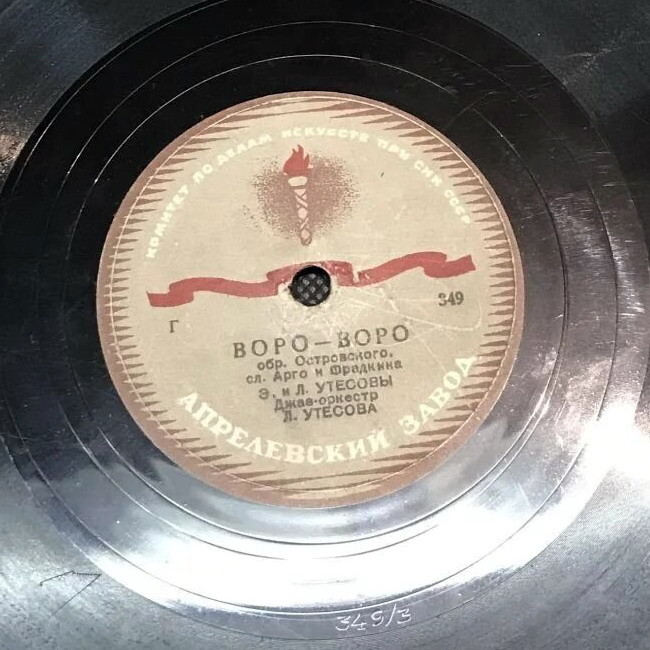 КОМИТЕТ ПО ДЕЛАМ ИСКУССТВ ПРИ СНК СССР
Г
349
ВОРО—ВОРО
обр. Островского,
сл. Арго и Фрадкина
Э. и Л. УТЕСОВЫ
Джаз-оркестр
Л. УТЕСОВА
АПРЕЛЕВСКИЙ ЗАВОД
349/3